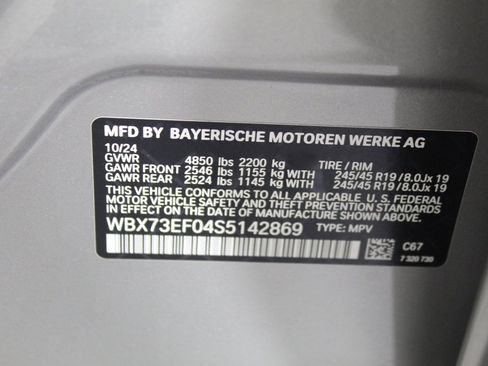 MFD BY BAYERISCHE MOTOREN WERKE AG
10/24
GVWR 4850 lbs 2200 kg TIRE / RIM
GAWR FRONT 2546 lbs 1155 kg WITH: 245/45 R19 / 8.0Jx 19
GAWR REAR 2524 lbs 1145 kg WITH: 245/45 R19 / 8.0Jx 19
THIS VEHICLE CONFORMS TO ALL APPLICABLE U.S. FEDERAL
MOTOR VEHICLE SAFETY AND THEFT PREVENTION STANDARDS
IN EFFECT ON THE DATE OF MANUFACTURE SHOWN ABOVE.
WBX73EF04S5142869 TYPE: MPV
C67
7 320 730